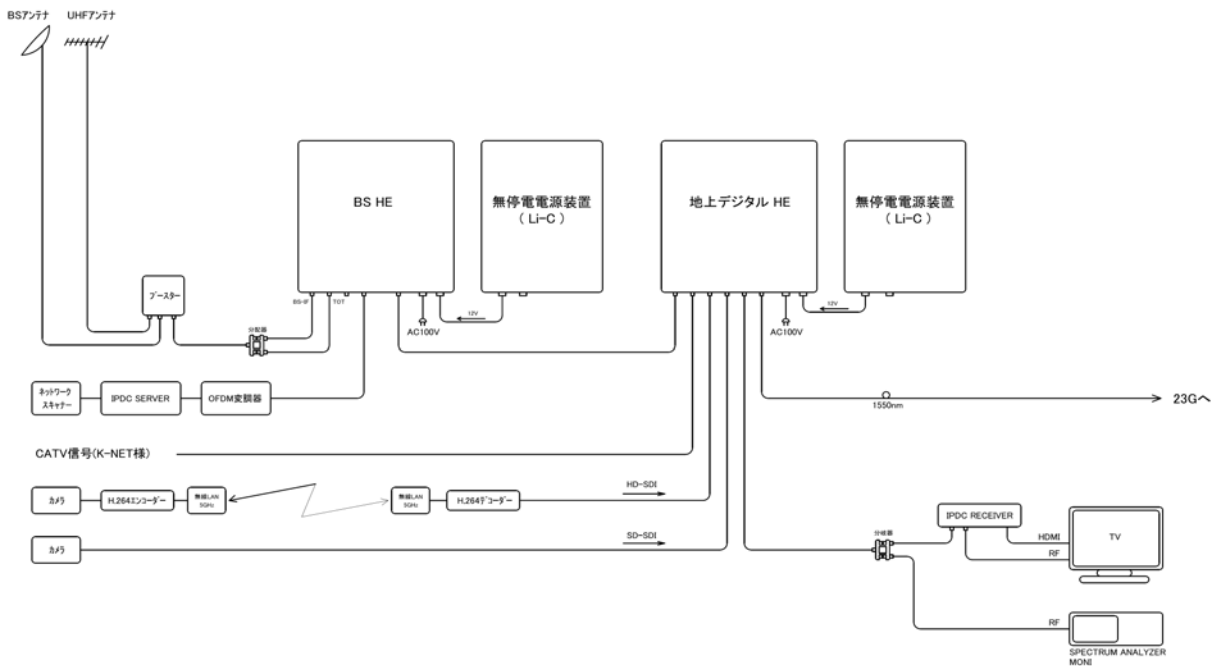 BSアンテナ
UHFアンテナ
BS HE
無停電電源装置
( Li-C )
地上デジタル HE
無停電電源装置
( Li-C )
ブースター
BS-IF
TOT
12V
AC100V
12V
AC100V
分配器
ネットワーク
スキャナー
IPDC SERVER
OFDM変調器
1550nm
23Gへ
CATV信号(K-NET様)
カメラ
H.264エンコーダー
無線LAN
5GHz
無線LAN
5GHz
H.264デコーダー
HD-SDI
カメラ
SD-SDI
分岐器
IPDC RECEIVER
HDMI
RF
TV
RF
SPECTRUM ANALYZER
MONI